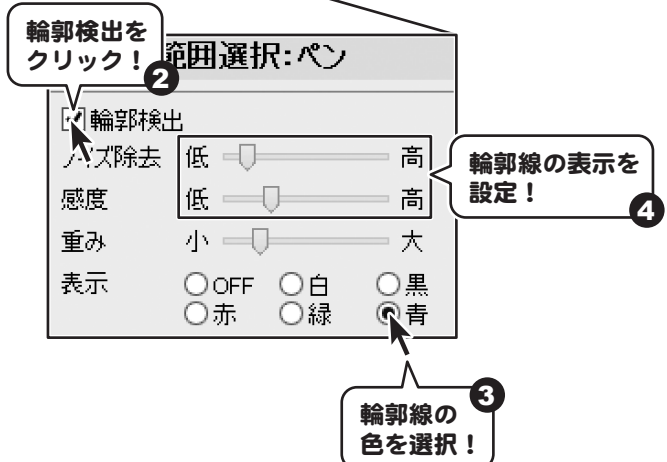 輪郭検出を
クリック！
2
範囲選択:ペン
輪郭検出
ノイズ除去 低 高
感度 低 高
輪郭線の表示を
設定！
4
重み 小 大
表示 OFF 白 黒
赤 緑 青
3
輪郭線の
色を選択！